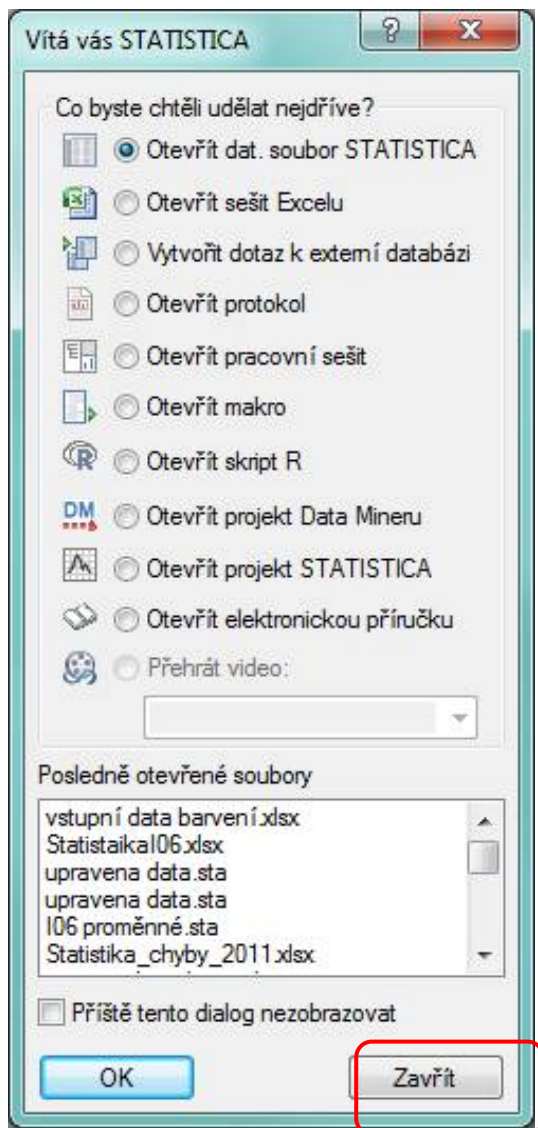 Vítá vás STATISTICA
Co byste chtěli udělat nejdříve?
Otevřít dat. soubor STATISTICA
Otevřít sešit Excelu
Vytvořit dotaz k externí databázi
Otevřít protokol
Otevřít pracovní sešit
Otevřít makro
R Otevřít skript R
DM Otevřít projekt Data Mineru
Otevřít projekt STATISTICA
Otevřít elektronickou příručku
Přehrát video:
Posledně otevřené soubory
vstupní data barvení.xlsx
StatistaikaI06.xlsx
upravena data.sta
upravena data.sta
I06 proměnné.sta
Statistika_chyby_2011.xlsx
Příště tento dialog nezobrazovat
OK Zavřít